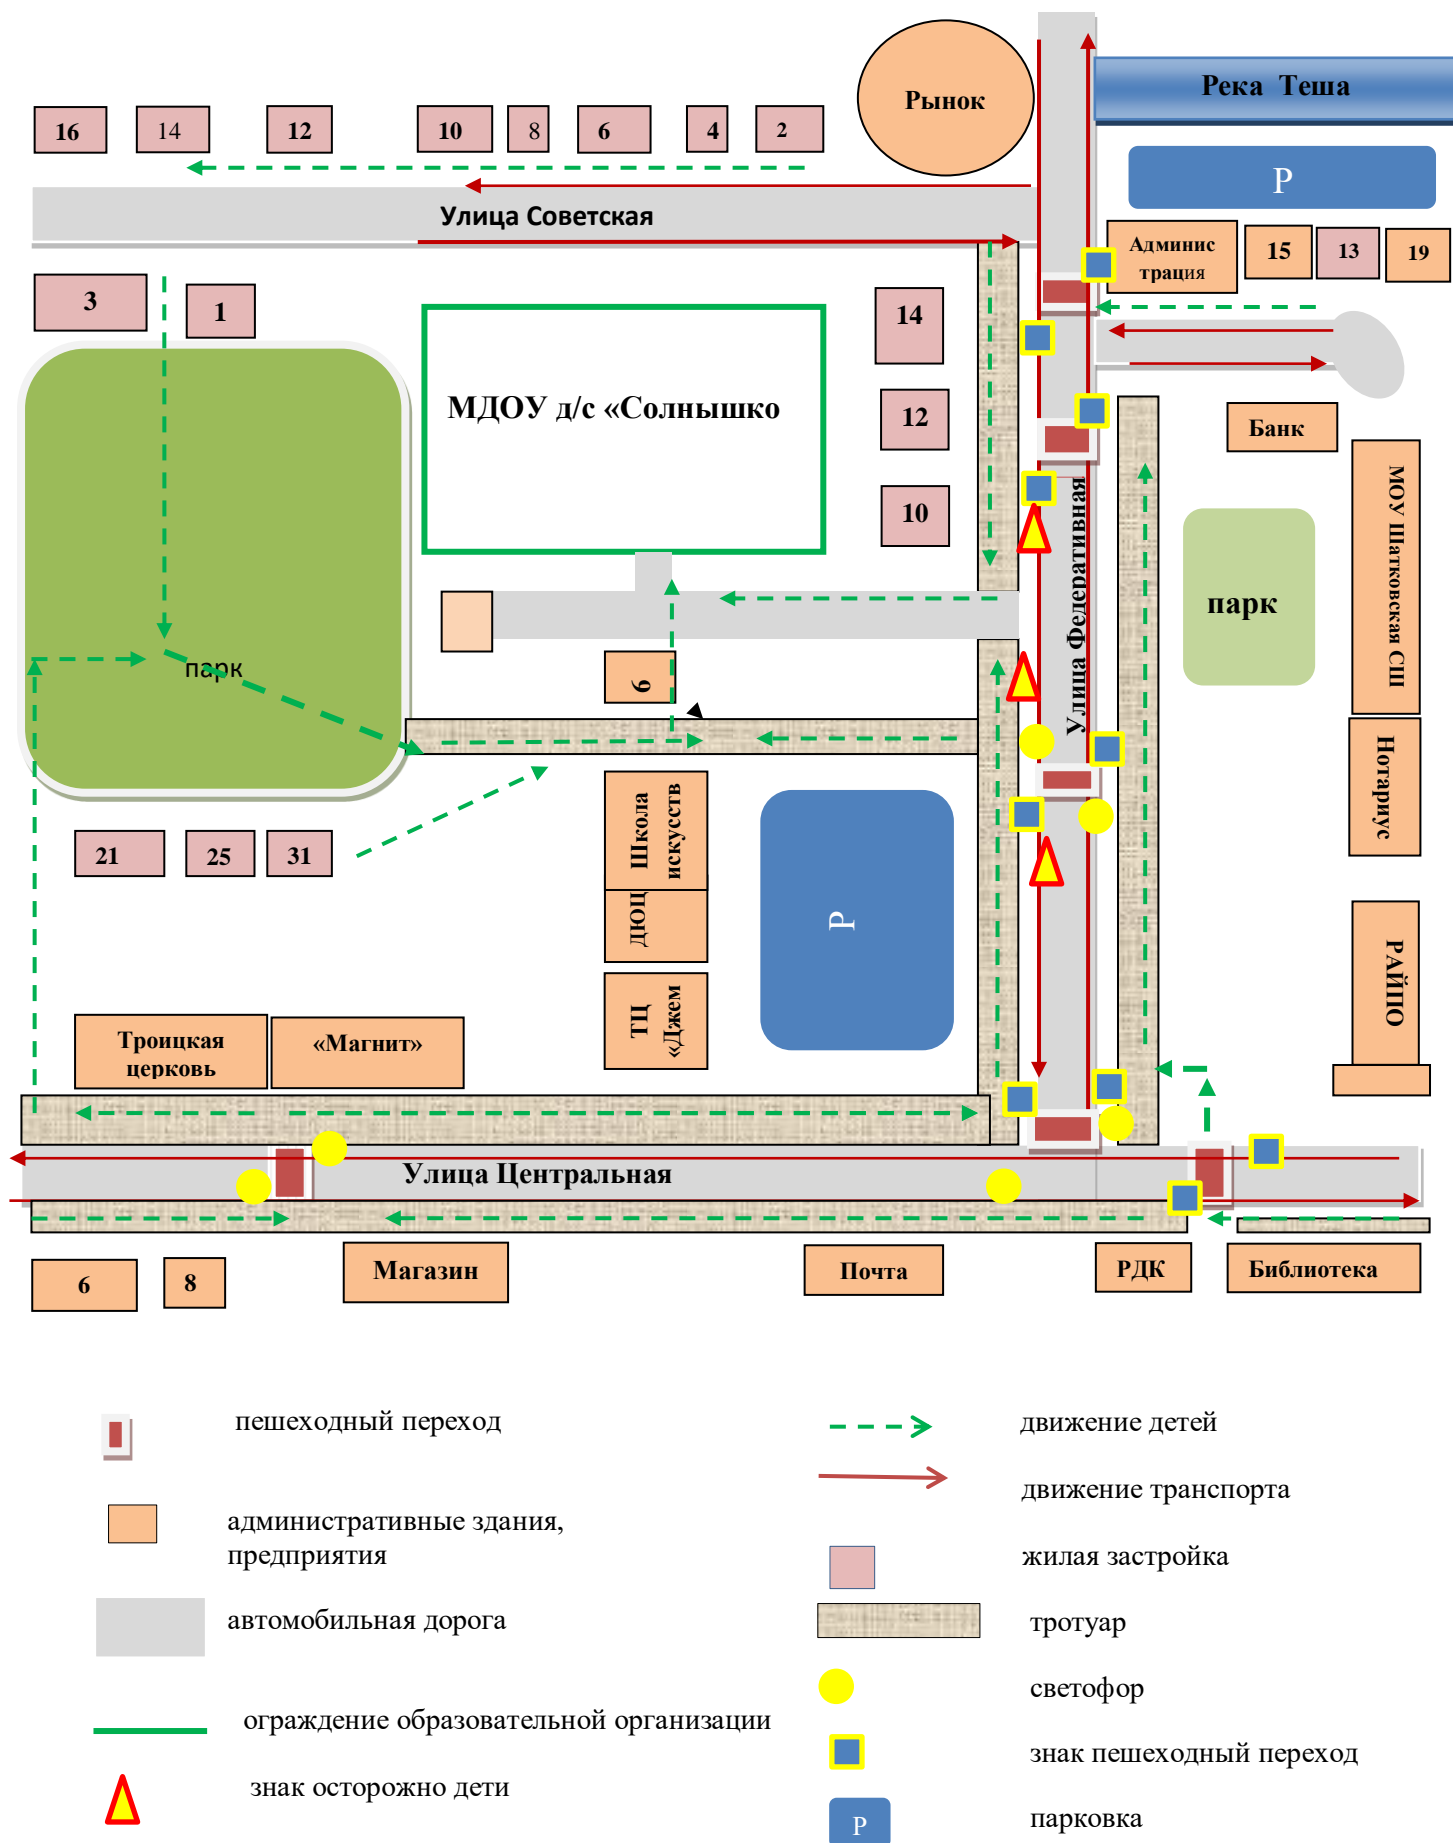 Рынок
Река Теша
16
14
12
10
8
6
4
2
Р
Улица Советская
Админис
трация
15
13
19
3
1
14
МДОУ д/с «Солнышко
12
10
Банк
МОУ Шатковская СШ
парк
Улица Федеративная
парк
6
Нотариус
Школа
искусств
21
25
31
ДЮЦ
Р
ТЦ
«Джем
РАЙПО
Троицкая
церковь
«Магнит»
Улица Центральная
6
8
Магазин
Почта
РДК
Библиотека
пешеходный переход
движение детей
движение транспорта
административные здания,
предприятия
жилая застройка
автомобильная дорога
тротуар
светофор
ограждение образовательной организации
знак пешеходный переход
знак осторожно дети
Р
парковка